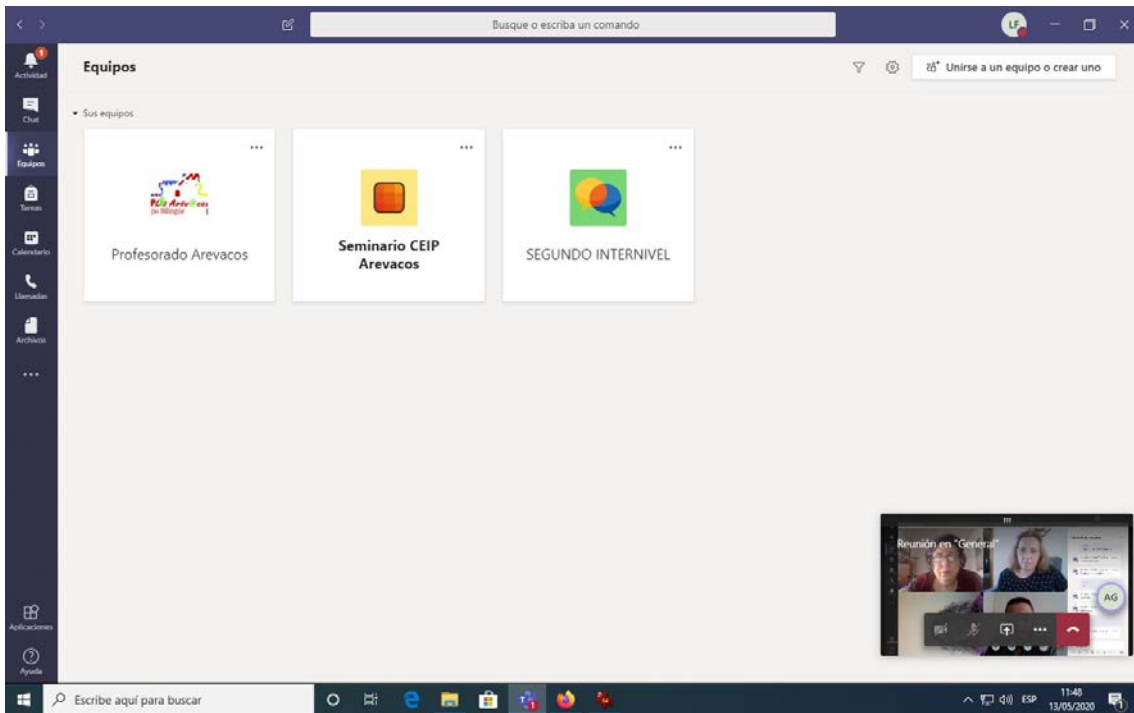 Busque o escriba un comando
LF
1
Actividad
Chat
Equipos
Tareas
Calendario
Llamadas
Archivos
Aplicaciones
Ayuda
Equipos
Unirse a un equipo o crear uno
Sus equipos
Profesorado Arevacos
Seminario CEIP
Arevacos
SEGUNDO INTERNIVEL
Reunión en "General"
AG
Escribe aquí para buscar
ESP
11:48
13/05/2020